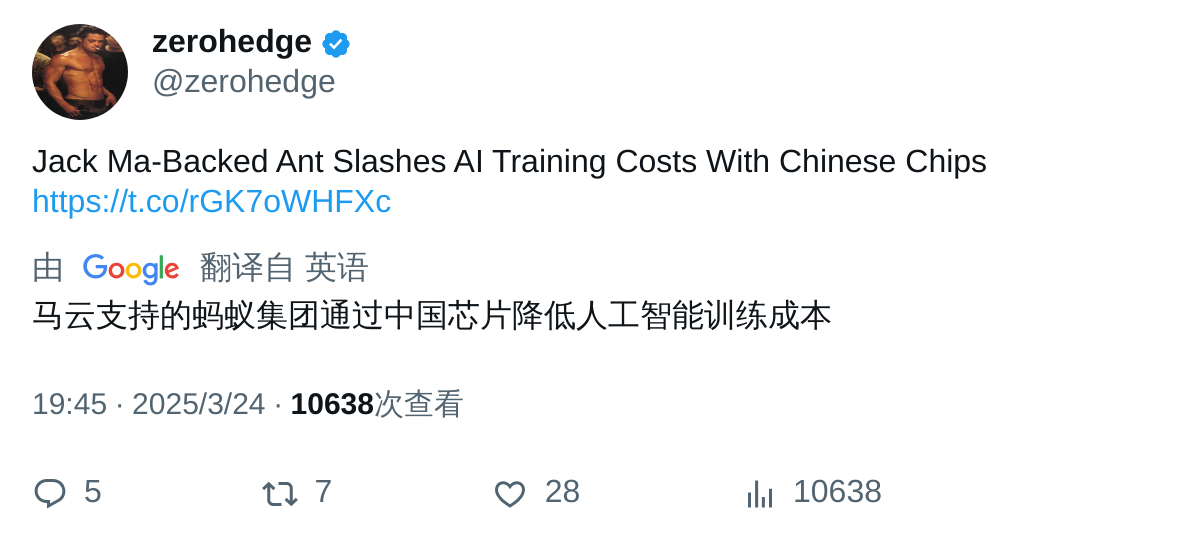 zerohedge
@zerohedge
Jack Ma-Backed Ant Slashes AI Training Costs With Chinese Chips
https://t.co/rGK7oWHFXc
由 Google 翻译自 英语
马云支持的蚂蚁集团通过中国芯片降低人工智能训练成本
19:45 · 2025/3/24 · 10638次查看
5 7 28 10638